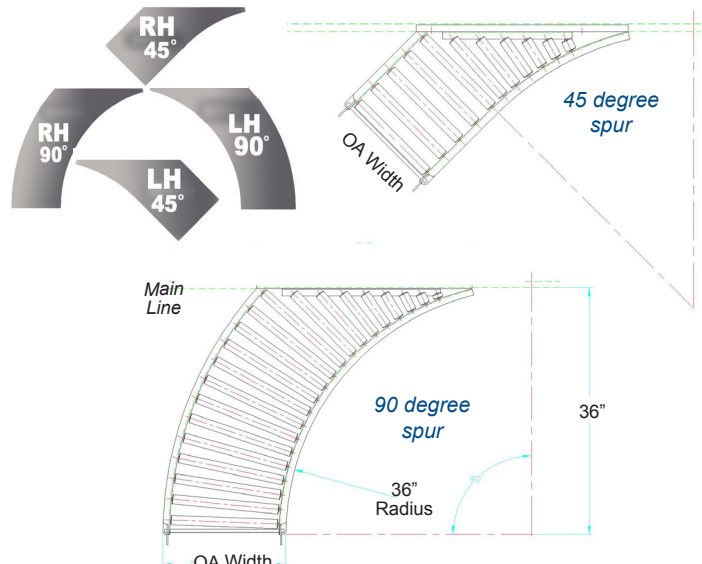 RH
45°
RH
90°
LH
90°
LH
45°
45 degree
spur
OA Width
Main
Line
90 degree
spur
36"
36"
Radius
90°
OA Width